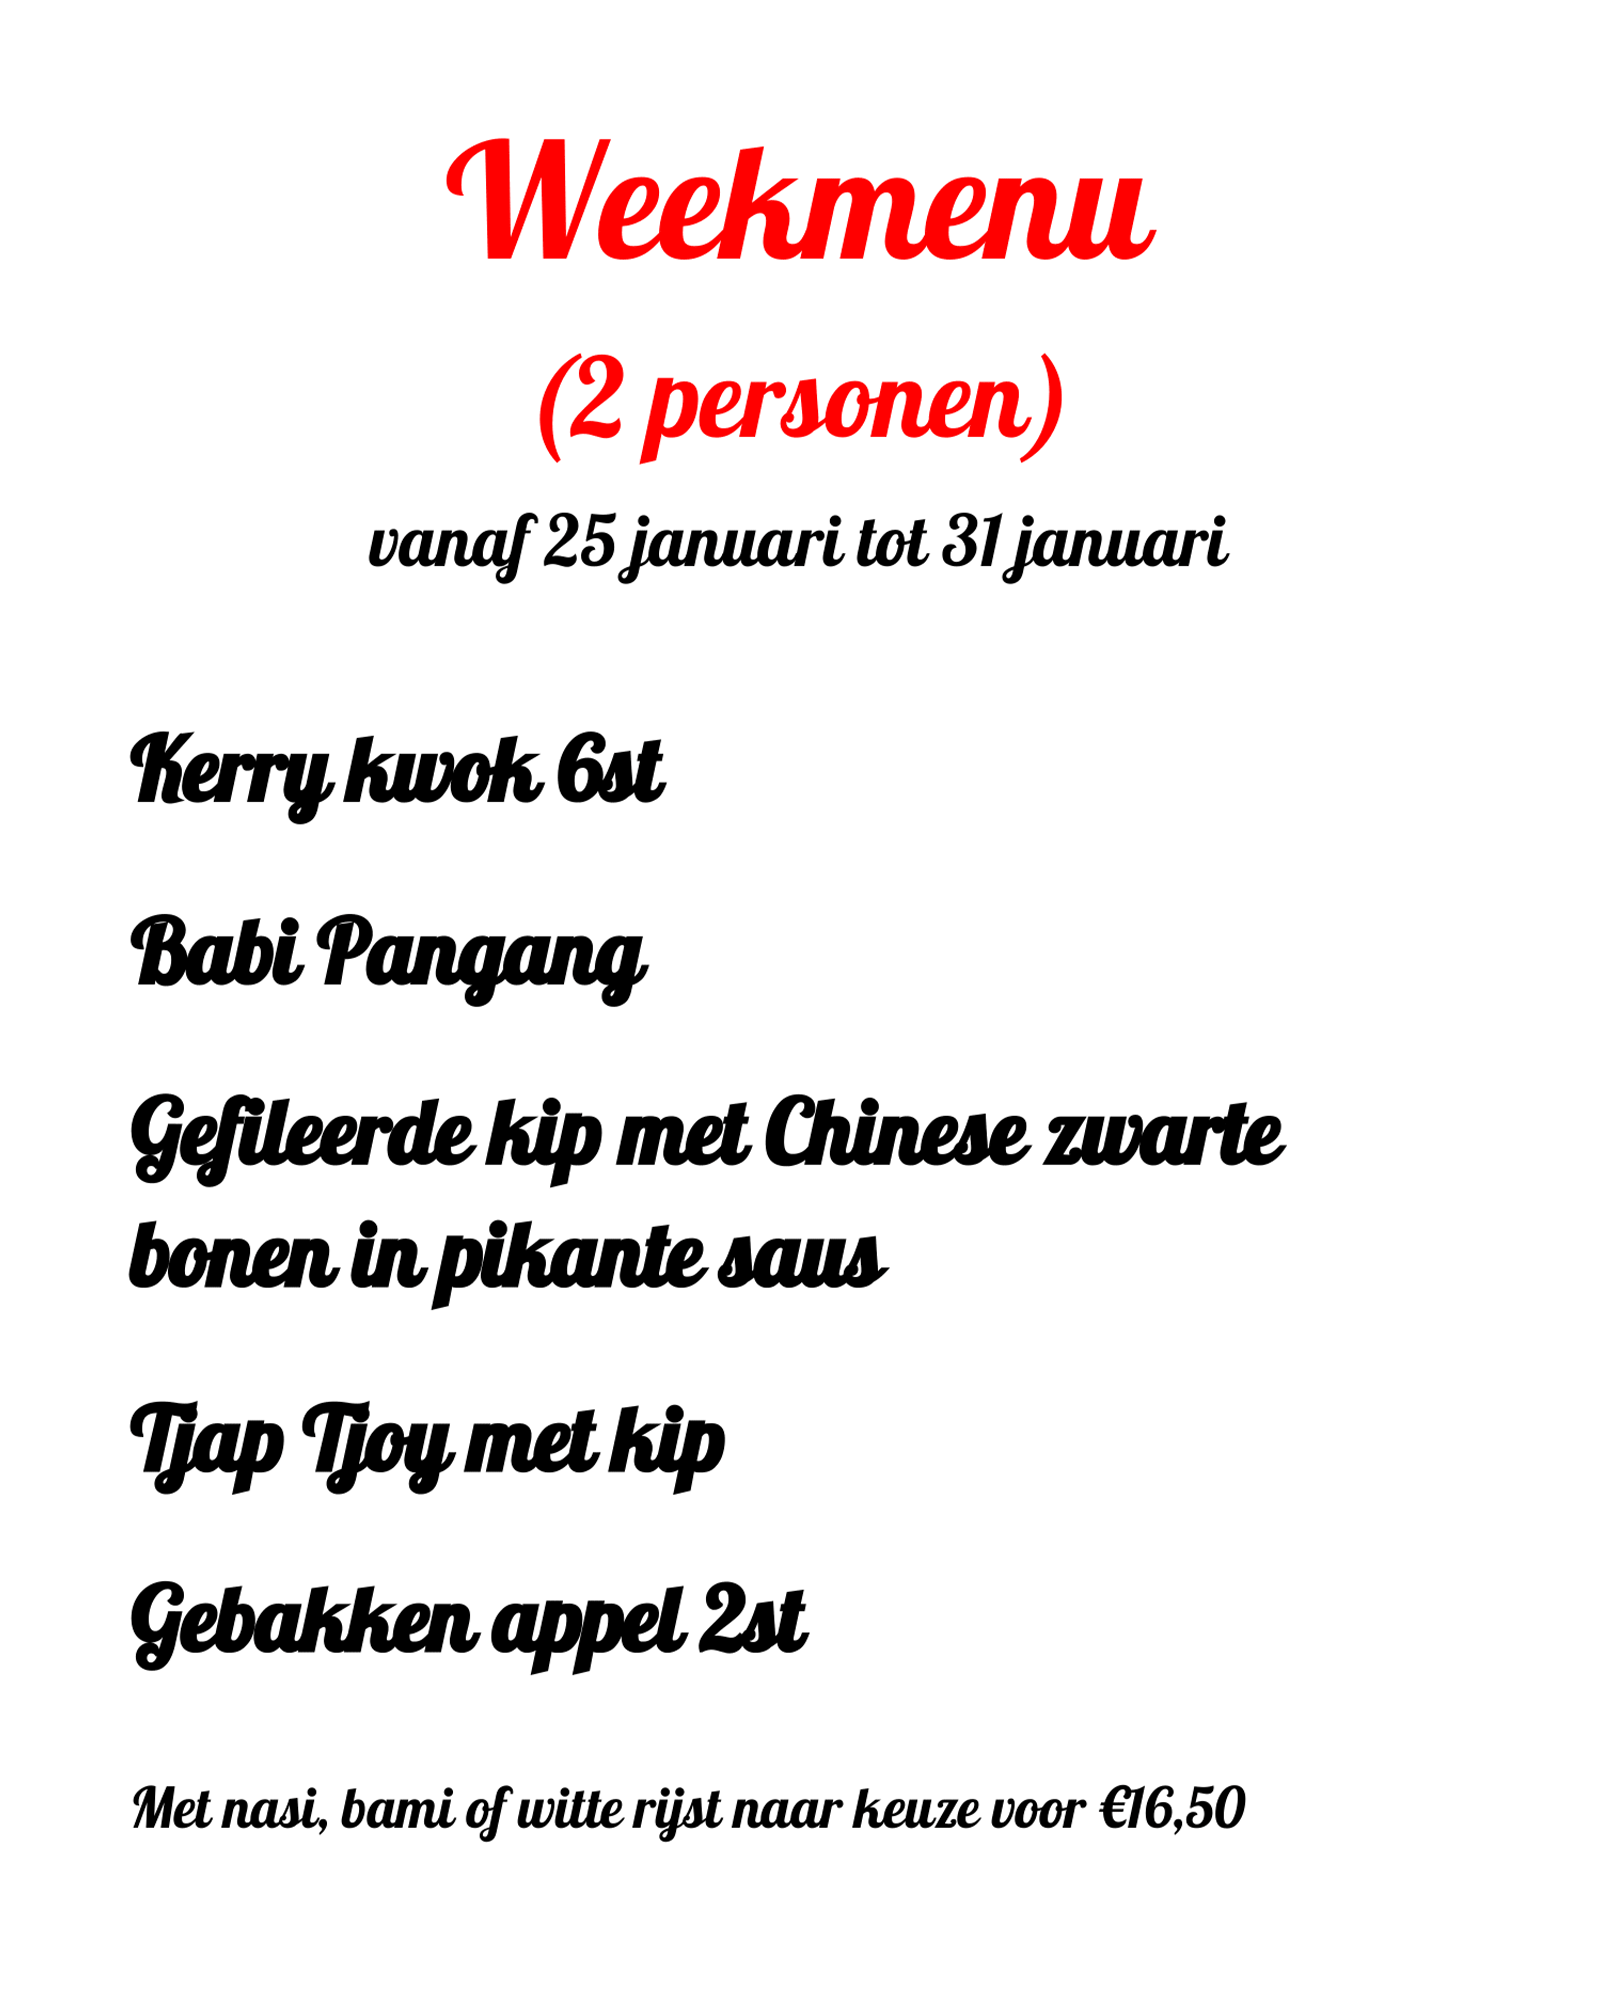 Weekmenu
(2 personen)
vanaf 25 januari tot 31 januari
Kerry kwok 6st
Babi Pangang
Gefileerde kip met Chinese zwarte
bonen in pikante saus
Tjap Tjoy met kip
Gebakken appel 2st
Met nasi, bami of witte rijst naar keuze voor €16,50